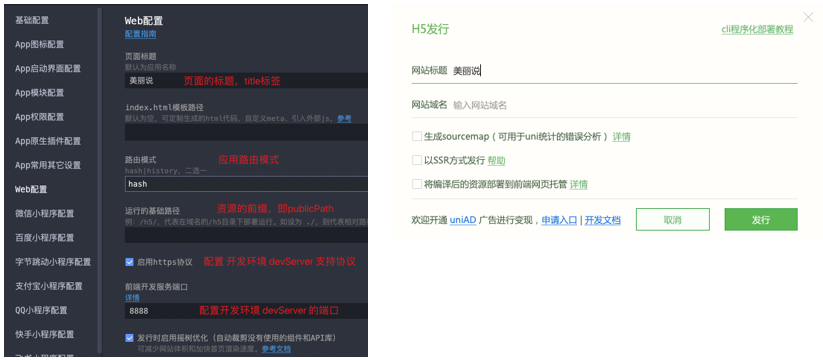 基础配置
App图标配置
App启动界面配置
App模块配置
App权限配置
App原生插件配置
App常用其它设置
Web配置
微信小程序配置
百度小程序配置
字节跳动小程序配置
支付宝小程序配置
QQ小程序配置
快手小程序配置
Web配置
配置指南
页面标题
默认为应用名称
美丽说 页面的标题，title标签
index.html模板路径
默认为空，可定制生成的html代码，自定义meta、引入外部js，参考
路由模式 应用路由模式
hash|history，二选一
hash
运行的基础路径 资源的前缀，即publicPath
例：/h5/，代表在域名的/h5目录下部署运行。如设为 ./，则代表相对路径
启用https协议 配置 开发环境 devServer 支持协议
前端开发服务端口
详情
8888 配置开发环境 devServer 的端口
发行时启用摇树优化（自动裁剪没有使用的组件和API库）
可减少网站体积和加快首页渲染速度，参考文档
H5发行 cli程序化部署教程
网站标题 美丽说
网站域名 输入网站域名
生成sourcemap（可用于uni统计的错误分析） 详情
以SSR方式发行 帮助
将编译后的资源部署到前端网页托管 详情
欢迎开通 uniAD 广告进行变现，申请入口 | 开发文档 取消 发行